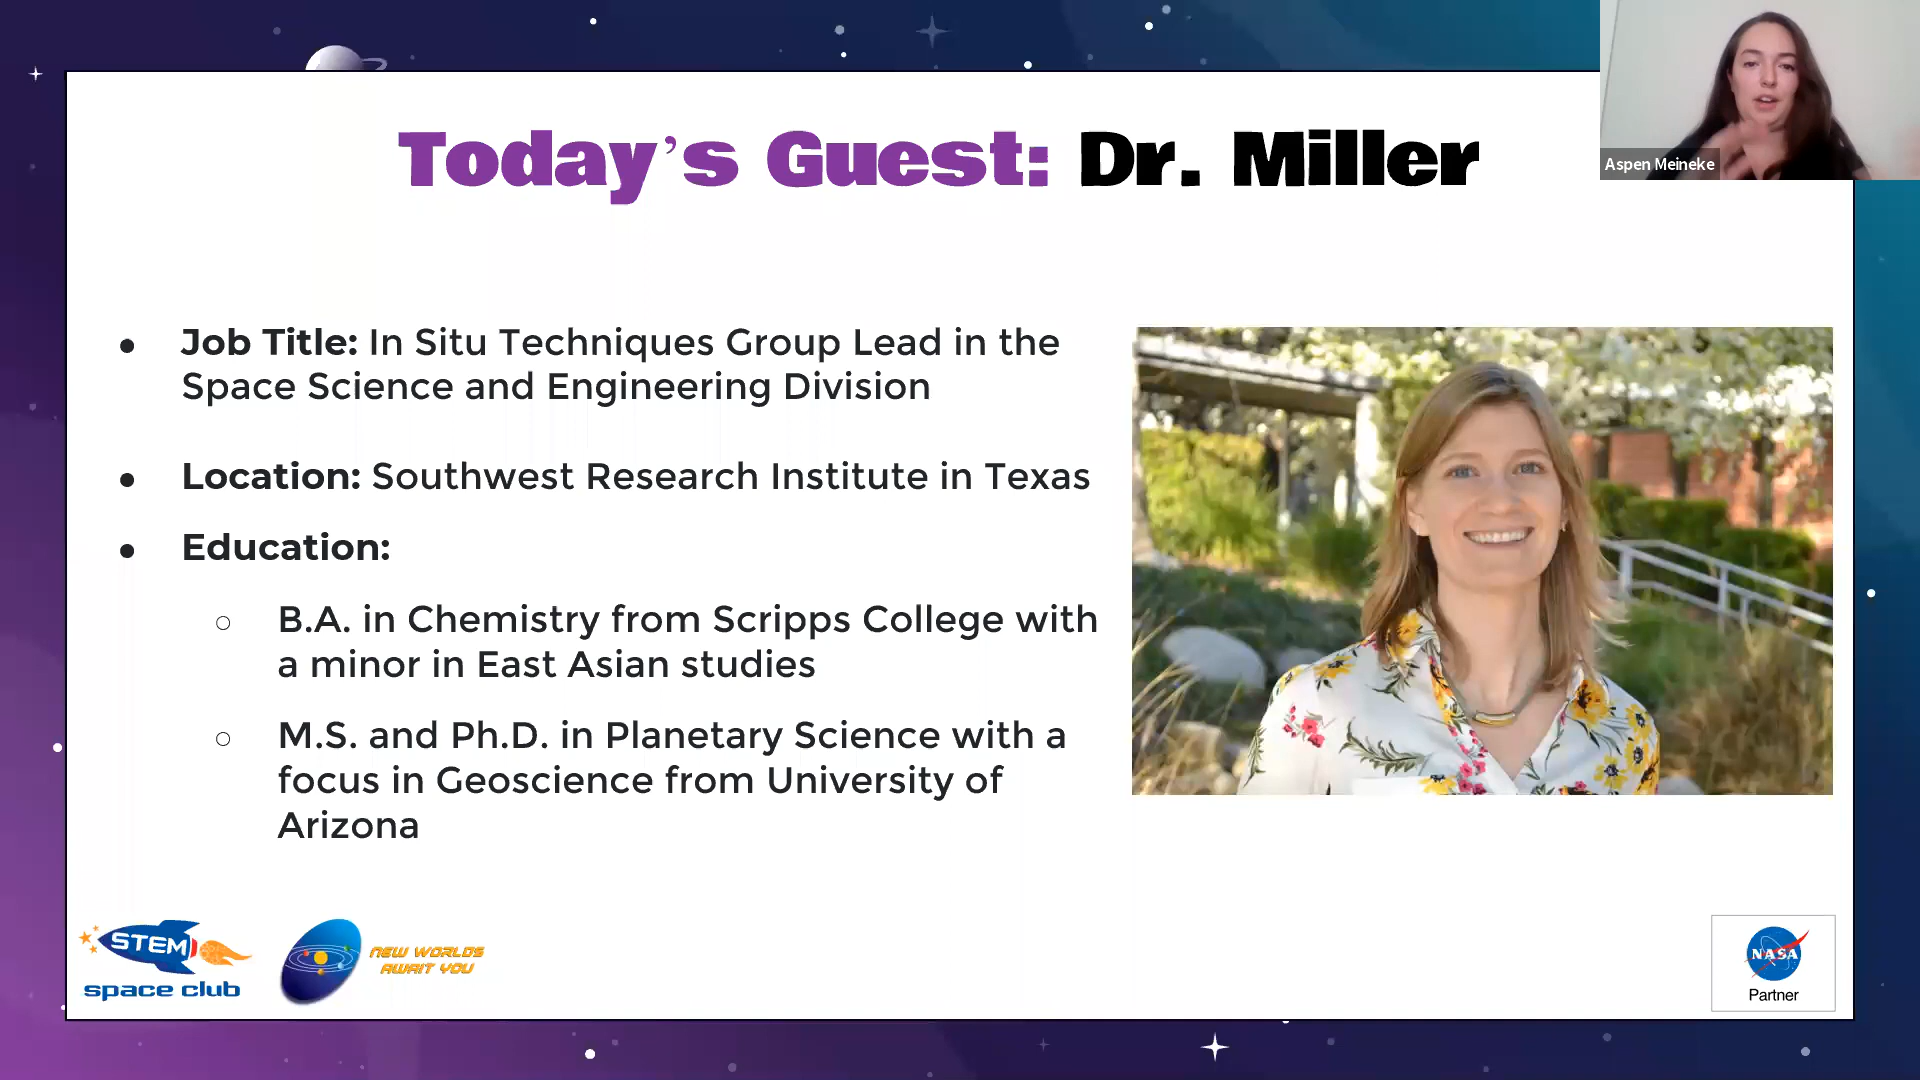 Today's Guest: Dr. Miller
Aspen Meineke
● Job Title: In Situ Techniques Group Lead in the
Space Science and Engineering Division
● Location: Southwest Research Institute in Texas
● Education:
○ B.A. in Chemistry from Scripps College with
a minor in East Asian studies
○ M.S. and Ph.D. in Planetary Science with a
focus in Geoscience from University of
Arizona
STEM
space club
NEW WORLDS
AWAIT YOU
NASA
Partner